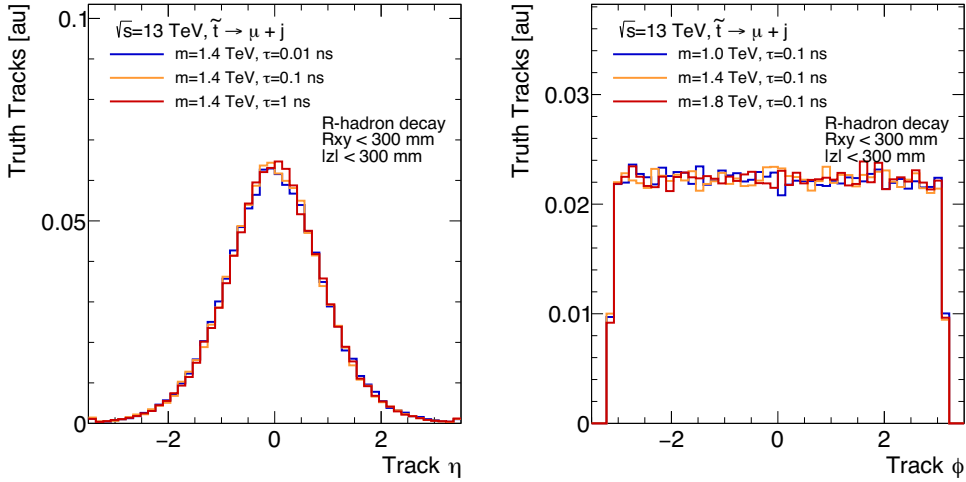 Truth Tracks [au]
0.1
0.05
0
√s=13 TeV, t̃ → μ + j
m=1.4 TeV, τ=0.01 ns
m=1.4 TeV, τ=0.1 ns
m=1.4 TeV, τ=1 ns
R-hadron decay
Rxy < 300 mm
|z| < 300 mm
−2 0 2
Track η
Truth Tracks [au]
0.03
0.02
0.01
0
√s=13 TeV, t̃ → μ + j
m=1.0 TeV, τ=0.1 ns
m=1.4 TeV, τ=0.1 ns
m=1.8 TeV, τ=0.1 ns
R-hadron decay
Rxy < 300 mm
|z| < 300 mm
−2 0 2
Track ϕ